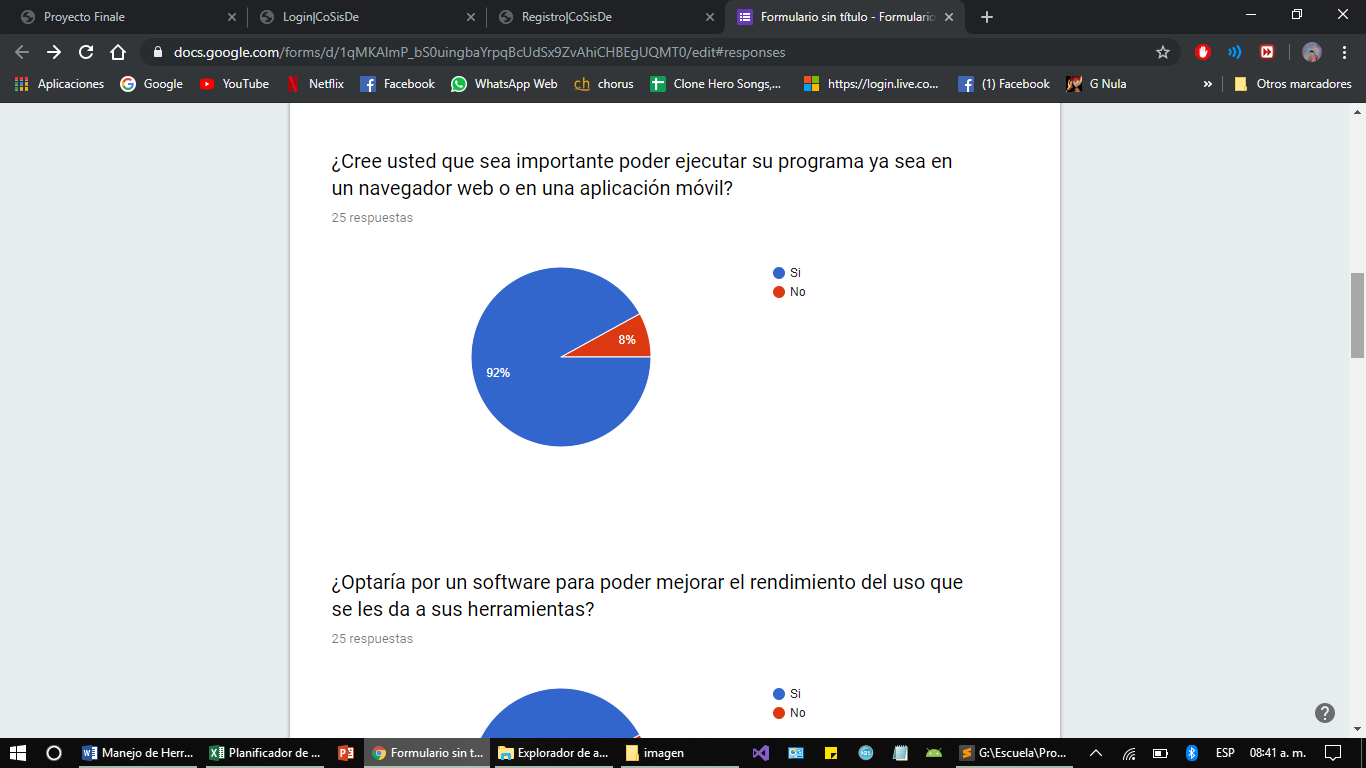 Proyecto Finale
Login|CoSisDe
Registro|CoSisDe
Formulario sin título - Formulario
docs.google.com/forms/d/1qMKAlmP_bS0uingbaYrpqBcUdSx9ZvAhiCHBEgUQMT0/edit#responses
Aplicaciones
Google
YouTube
Netflix
Facebook
WhatsApp Web
chorus
Clone Hero Songs,...
https://login.live.co...
(1) Facebook
G Nula
»
Otros marcadores
¿Cree usted que sea importante poder ejecutar su programa ya sea en
un navegador web o en una aplicación móvil?
25 respuestas
Si
No
8%
92%
¿Optaría por un software para poder mejorar el rendimiento del uso que
se les da a sus herramientas?
25 respuestas
Si
No
Manejo de Herr...
Planificador de ...
Formulario sin t...
Explorador de a...
imagen
G:\Escuela\Pro...
ESP
08:41 a. m.